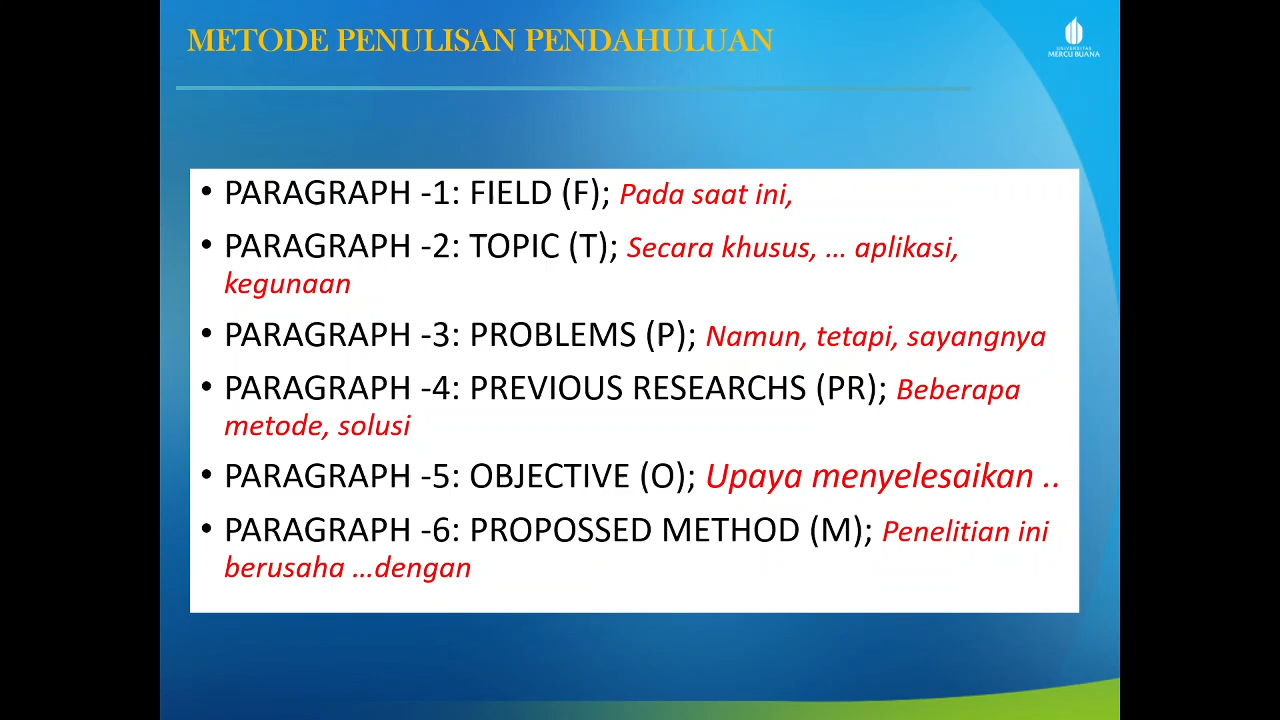 METODE PENULISAN PENDAHULUAN
UNIVERSITAS
MERCU BUANA
• PARAGRAPH -1: FIELD (F); Pada saat ini,
• PARAGRAPH -2: TOPIC (T); Secara khusus, … aplikasi,
kegunaan
• PARAGRAPH -3: PROBLEMS (P); Namun, tetapi, sayangnya
• PARAGRAPH -4: PREVIOUS RESEARCHS (PR); Beberapa
metode, solusi
• PARAGRAPH -5: OBJECTIVE (O); Upaya menyelesaikan ..
• PARAGRAPH -6: PROPOSSED METHOD (M); Penelitian ini
berusaha …dengan